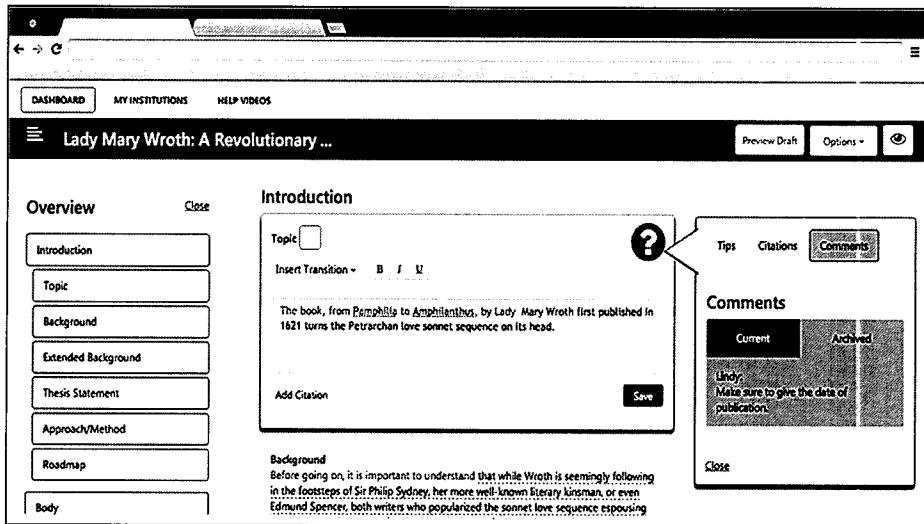 DASHBOARD MY INSTITUTIONS HELP VIDEOS
Lady Mary Wroth: A Revolutionary ...
Preview Draft Options
Overview Close
Introduction
Topic
Background
Extended Background
Thesis Statement
Approach/Method
Roadmap
Body
Introduction
Topic
?
Insert Transition B I U
The book, from Pamphilia to Amphilanthus, by Lady Mary Wroth first published in
1621 turns the Petrarchan love sonnet sequence on its head.
Add Citation Save
Background
Before going on, it is important to understand that while Wroth is seemingly following
in the footsteps of Sir Philip Sydney, her more well-known literary kinsman, or even
Edmund Spencer, both writers who popularized the sonnet love sequence espousing
Tips Citations Comments
Comments
Current Archived
Lindy:
Make sure to give the date of
publication.
Close